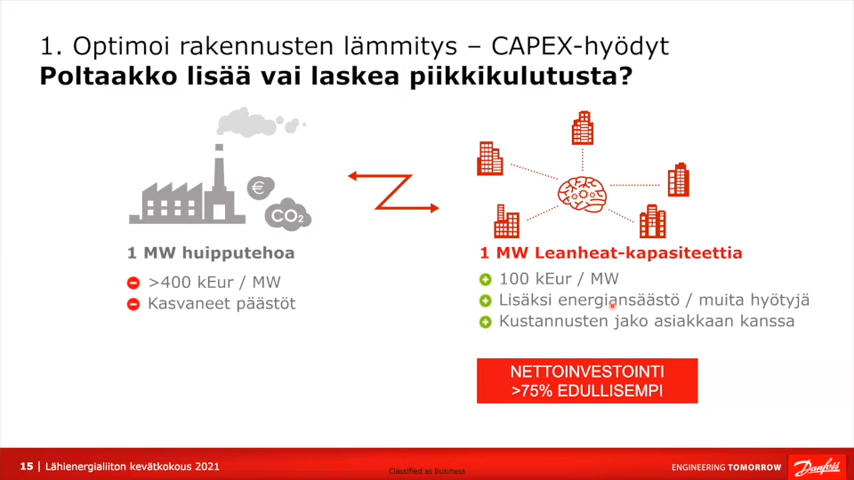 1. Optimoi rakennusten lämmitys – CAPEX-hyödyt
Poltaakko lisää vai laskea piikkikulutusta?
€
CO2
1 MW huipputehoa
>400 kEur / MW
Kasvaneet päästöt
1 MW Leanheat-kapasiteettia
100 kEur / MW
Lisäksi energiansäästö / muita hyötyjä
Kustannusten jako asiakkaan kanssa
NETTOINVESTOINTI
>75% EDULLISEMPI
15 | Lähienergialiiton kevätkokous 2021
Classified as Business
ENGINEERING TOMORROW
Danfoss